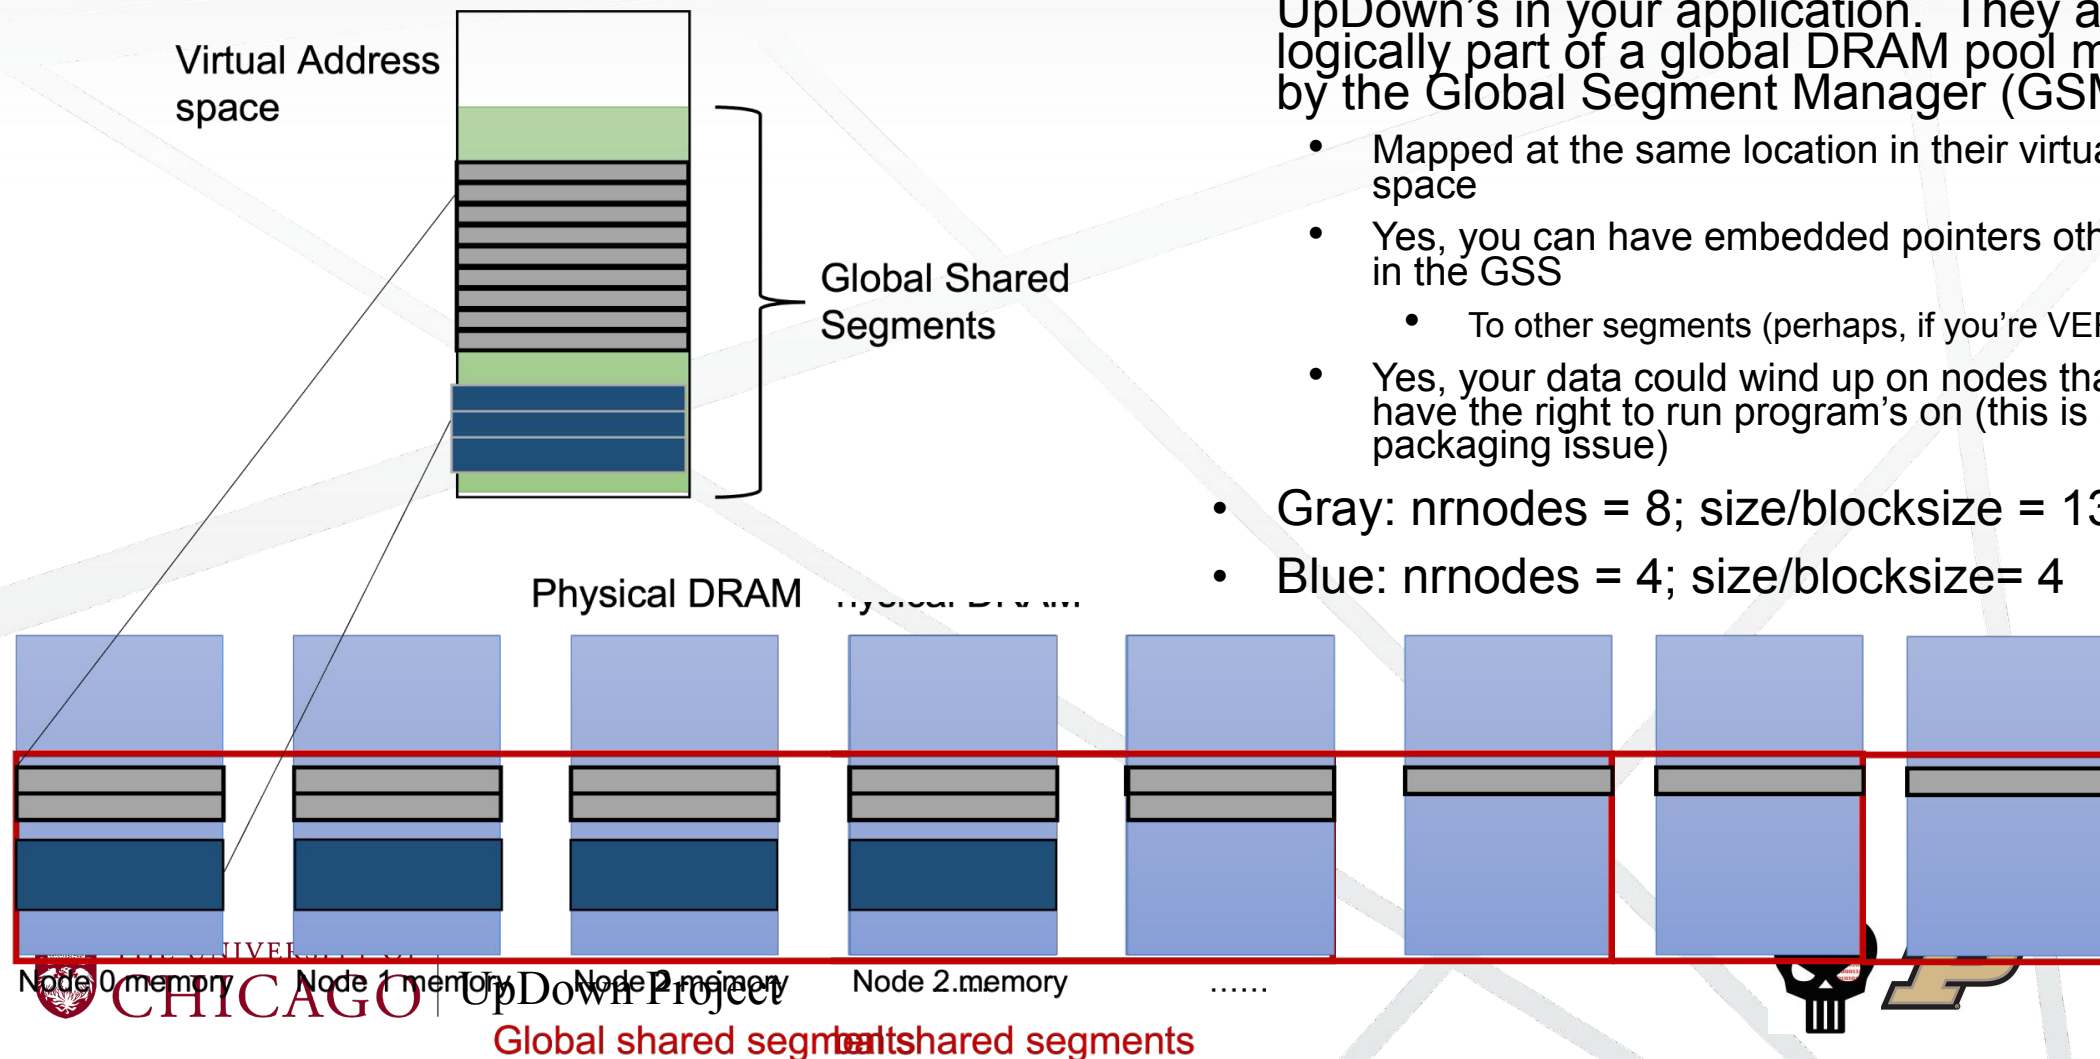 Virtual Address
space
Global Shared
Segments
UpDown's in your application. They
logically part of a global DRAM pool
by the Global Segment Manager
• Mapped at the same location in their
space
• Yes, you can have embedded pointers
in the GSS
• To other segments (perhaps, if you're
• Yes, your data could wind up on nodes
have the right to run program's on (this is
packaging issue)
• Gray: nrnodes = 8; size/blocksize = 13
• Blue: nrnodes = 4; size/blocksize= 4
Physical DRAM
Node 0 memory
Node 1 memory
Node 2 memory
Node 2 memory
......
CHICAGO
UpDown Project
Global shared segments
shared segments